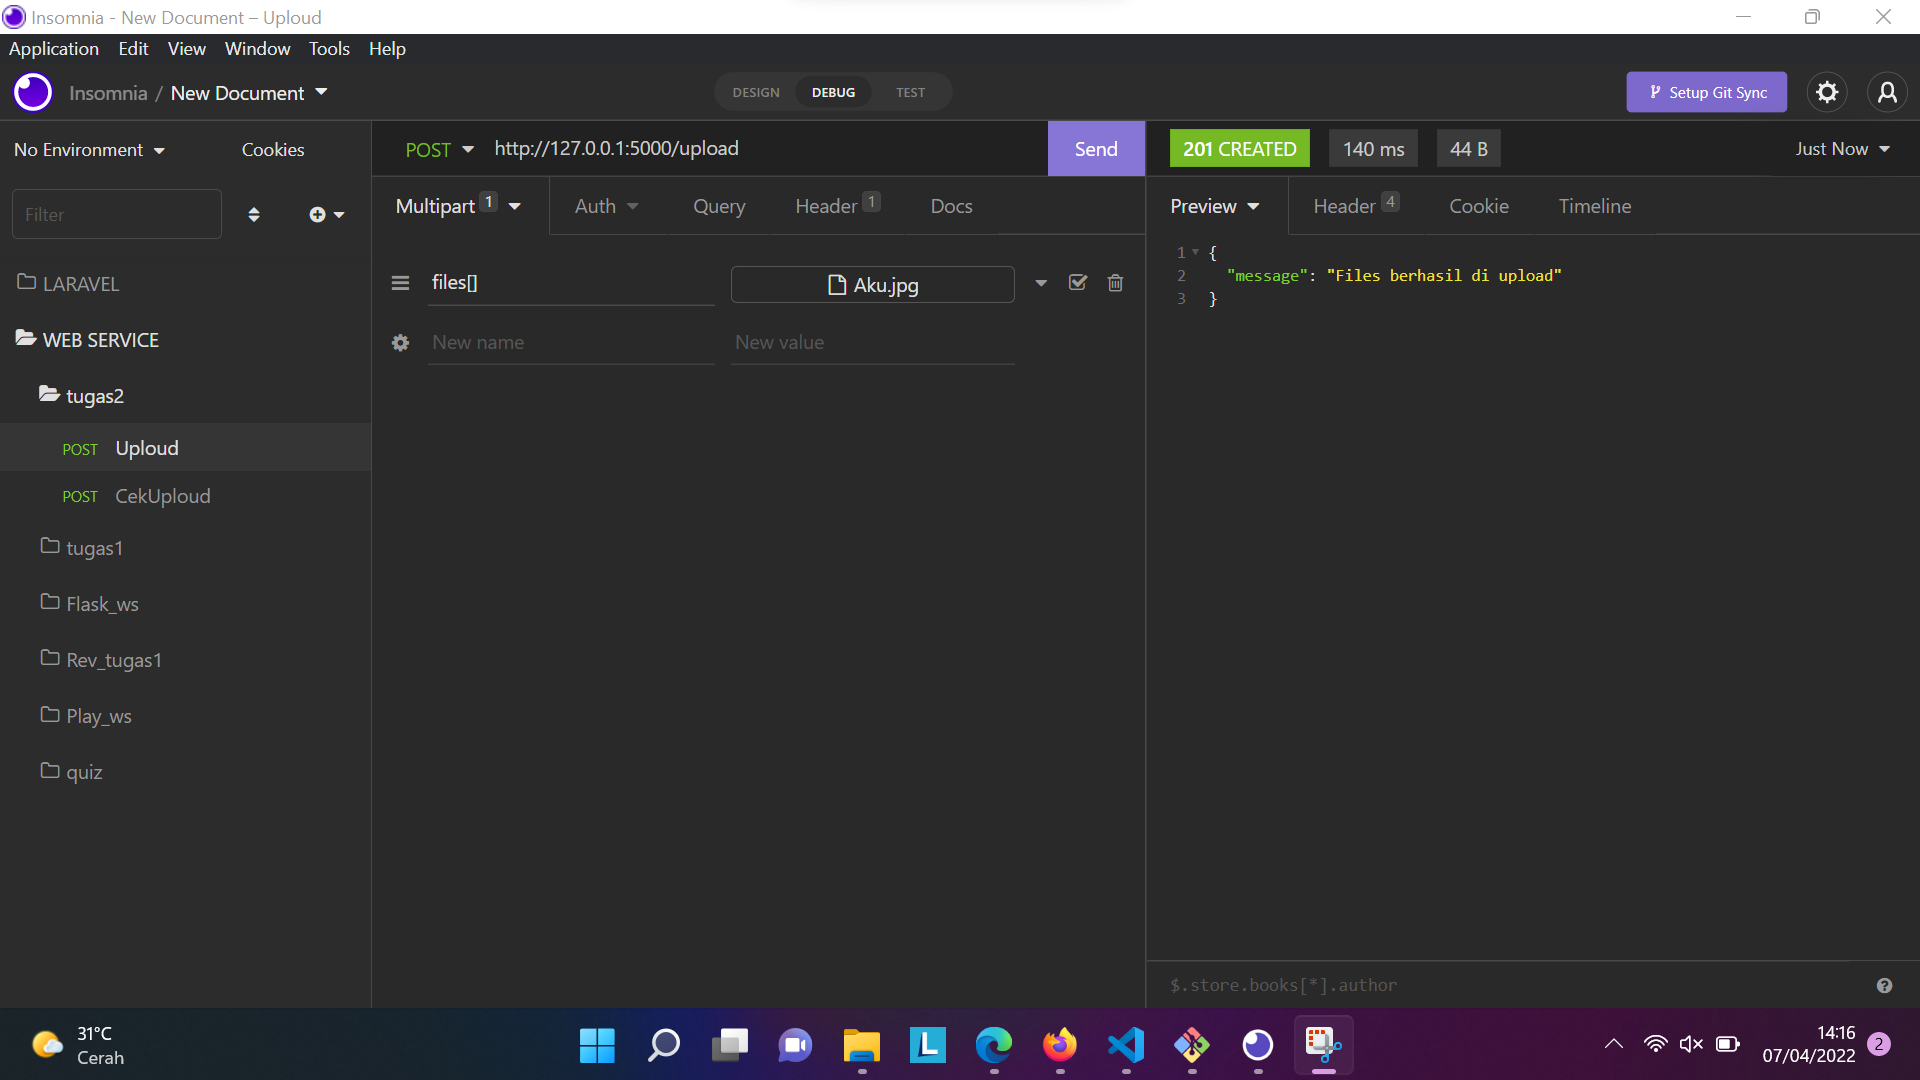 Insomnia - New Document – Uploud
Application Edit View Window Tools Help
Insomnia / New Document
DESIGN DEBUG TEST
Setup Git Sync
No Environment Cookies
Filter
LARAVEL
WEB SERVICE
tugas2
POST Uploud
POST CekUploud
tugas1
Flask_ws
Rev_tugas1
Play_ws
quiz
POST http://127.0.0.1:5000/upload Send
Multipart 1 Auth Query Header 1 Docs
files[] Aku.jpg
New name New value
201 CREATED 140 ms 44 B Just Now
Preview Header 4 Cookie Timeline
1 {
2 "message": "Files berhasil di upload"
3 }
$.store.books[*].author
31°C
Cerah
L
14:16
07/04/2022
2